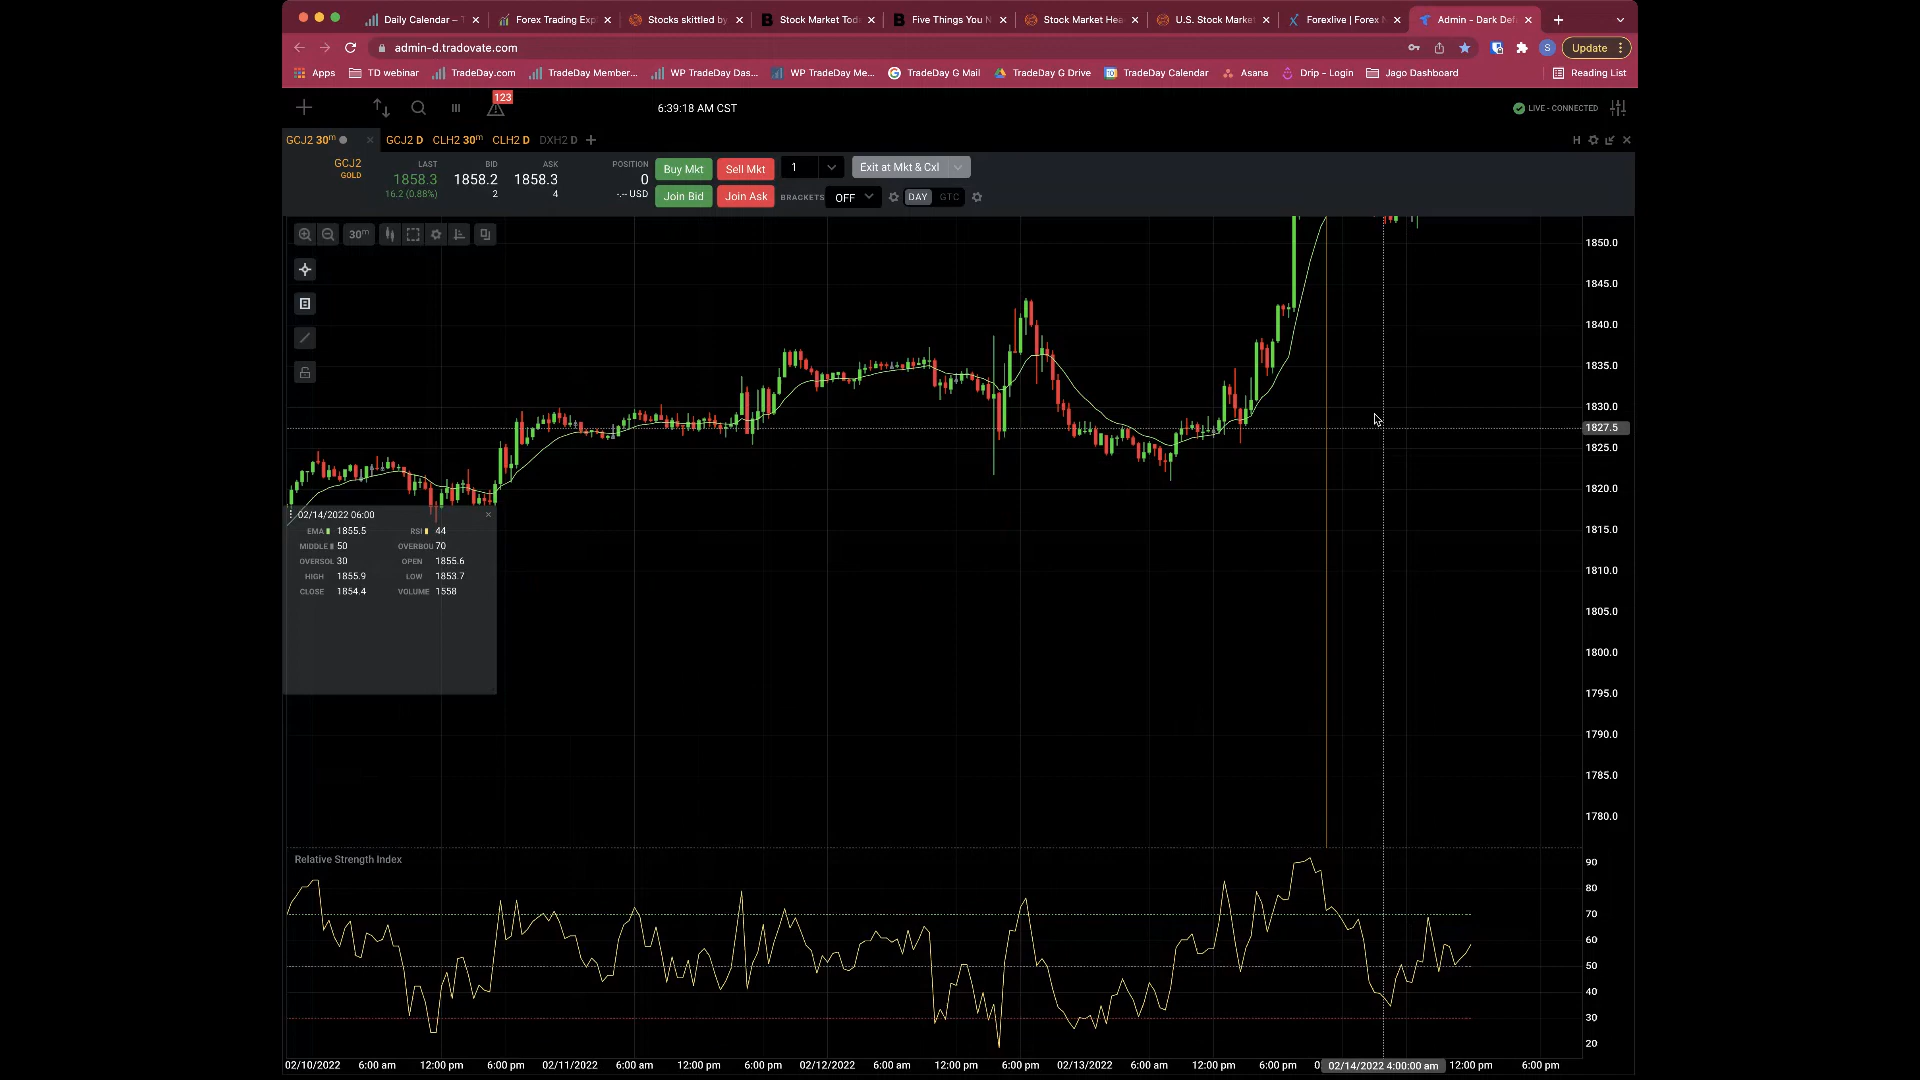 Daily Calendar –
Forex Trading Exp
Stocks skittled by
Stock Market Tod
Five Things You N
Stock Market Hea
U.S. Stock Market
Forexlive | Forex N
Admin - Dark Def
admin-d.tradovate.com
Update
Apps
TD webinar
TradeDay.com
TradeDay Member...
WP TradeDay Das...
WP TradeDay Me...
TradeDay G Mail
TradeDay G Drive
TradeDay Calendar
Asana
Drip - Login
Jago Dashboard
Reading List
123
6:39:18 AM CST
LIVE - CONNECTED
GCJ2 30m
GCJ2 D
CLH2 30m
CLH2 D
DXH2 D
H
GCJ2
GOLD
LAST
1858.3
16.2 (0.88%)
BID
1858.2
2
ASK
1858.3
4
POSITION
0
-.-- USD
Buy Mkt
Sell Mkt
1
Exit at Mkt & Cxl
Join Bid
Join Ask
BRACKETS
OFF
DAY
GTC
30m
1850.0
1845.0
1840.0
1835.0
1830.0
1827.5
1825.0
1820.0
1815.0
1810.0
1805.0
1800.0
1795.0
1790.0
1785.0
1780.0
02/14/2022 06:00
EMA 1855.5 RSI 44
MIDDLE 50 OVERBOU 70
OVERSOL 30 OPEN 1855.6
HIGH 1855.9 LOW 1853.7
CLOSE 1854.4 VOLUME 1558
Relative Strength Index
90
80
70
60
50
40
30
20
02/10/2022 6:00 am 12:00 pm 6:00 pm 02/11/2022 6:00 am 12:00 pm 6:00 pm 02/12/2022 6:00 am 12:00 pm 6:00 pm 02/13/2022 6:00 am 12:00 pm 6:00 pm 0 02/14/2022 4:00:00 am 12:00 pm 6:00 pm